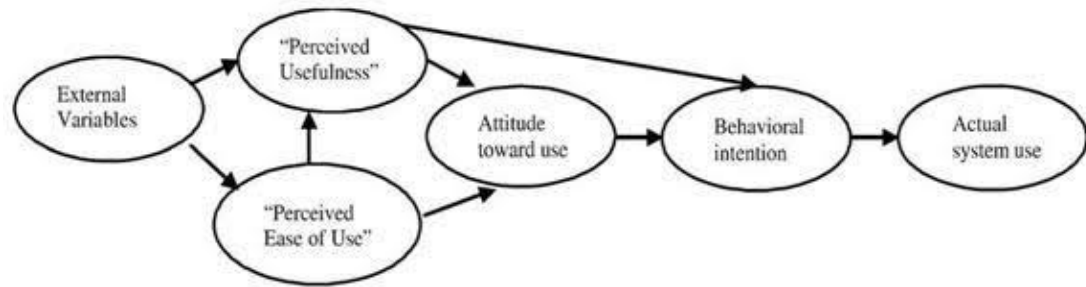 External
Variables
“Perceived
Usefulness”
“Perceived
Ease of Use”
Attitude
toward use
Behavioral
intention
Actual
system use